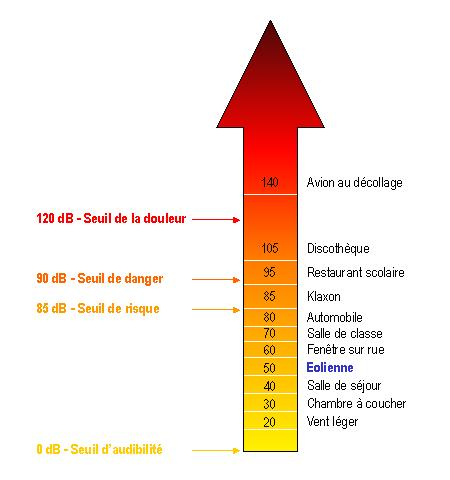 140 Avion au décollage
120 dB - Seuil de la douleur
105 Discothèque
95 Restaurant scolaire
90 dB - Seuil de danger
85 Klaxon
85 dB - Seuil de risque
80 Automobile
70 Salle de classe
60 Fenêtre sur rue
50 Eolienne
40 Salle de séjour
30 Chambre à coucher
20 Vent léger
0 dB - Seuil d'audibilité